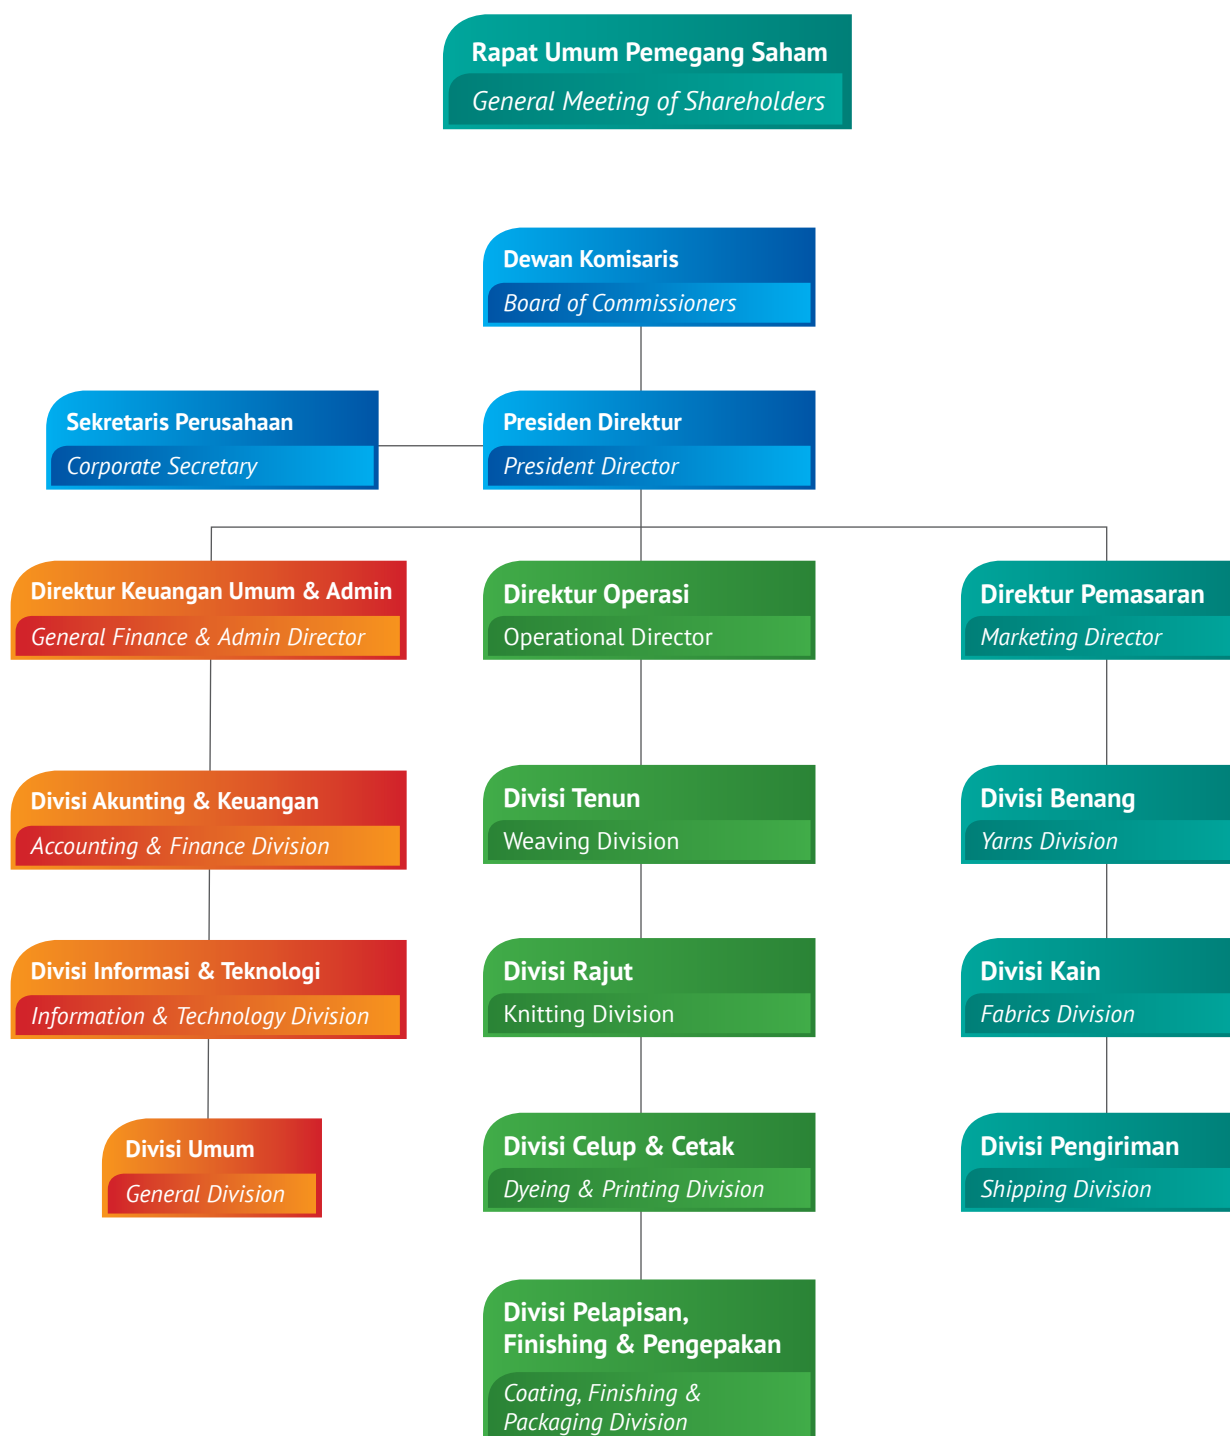 Rapat Umum Pemegang Saham
General Meeting of Shareholders
Dewan Komisaris
Board of Commissioners
Sekretaris Perusahaan
Corporate Secretary
Presiden Direktur
President Director
Direktur Keuangan Umum & Admin
General Finance & Admin Director
Direktur Operasi
Operational Director
Direktur Pemasaran
Marketing Director
Divisi Akunting & Keuangan
Accounting & Finance Division
Divisi Tenun
Weaving Division
Divisi Benang
Yarns Division
Divisi Informasi & Teknologi
Information & Technology Division
Divisi Rajut
Knitting Division
Divisi Kain
Fabrics Division
Divisi Umum
General Division
Divisi Celup & Cetak
Dyeing & Printing Division
Divisi Pengiriman
Shipping Division
Divisi Pelapisan,
Finishing & Pengepakan
Coating, Finishing &
Packaging Division